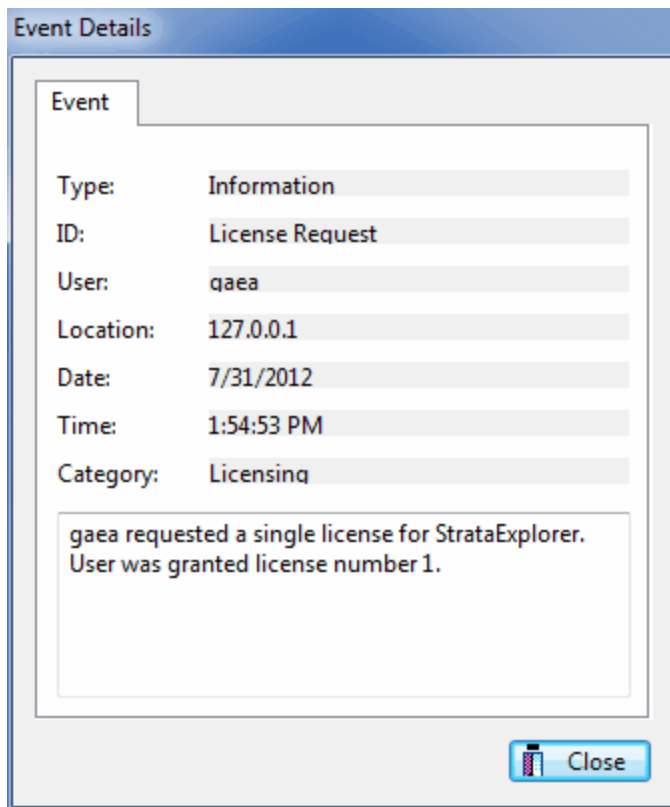 Event Details
Event
Type: Information
ID: License Request
User: gaea
Location: 127.0.0.1
Date: 7/31/2012
Time: 1:54:53 PM
Category: Licensing
gaea requested a single license for StrataExplorer.
User was granted license number 1.
Close